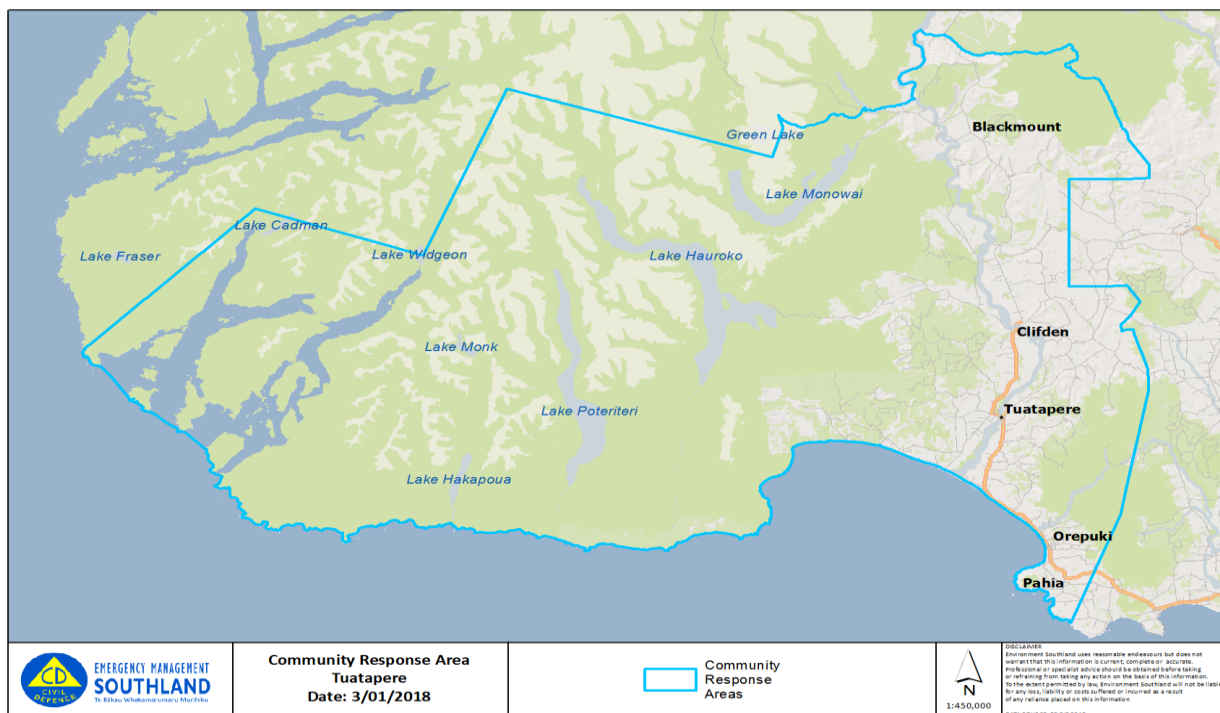 Blackmount
Green Lake
Lake Monowai
Lake Cadman
Lake Fraser
Lake Widgeon
Lake Hauroko
Clifden
Lake Monk
Lake Poteriteri
Tuatapere
Lake Hakapoua
Orepuki
Pahia
CD
CIVIL
DEFENCE
EMERGENCY MANAGEMENT
SOUTHLAND
Te Rākau Whakamarumaru Murihiku
Community Response Area
Tuatapere
Date: 3/01/2018
Community
Response
Areas
N
1:450,000
DISCLAIMER
Environment Southland uses reasonable endeavours but does not
warrant that this information is current, complete or accurate.
Professional or specialist advice should be obtained before taking
or refraining from taking any action on the basis of this information.
To the extent permitted by law, Environment Southland will not be liable
for any loss, liability or costs suffered or incurred as a result
of any reliance placed on this information